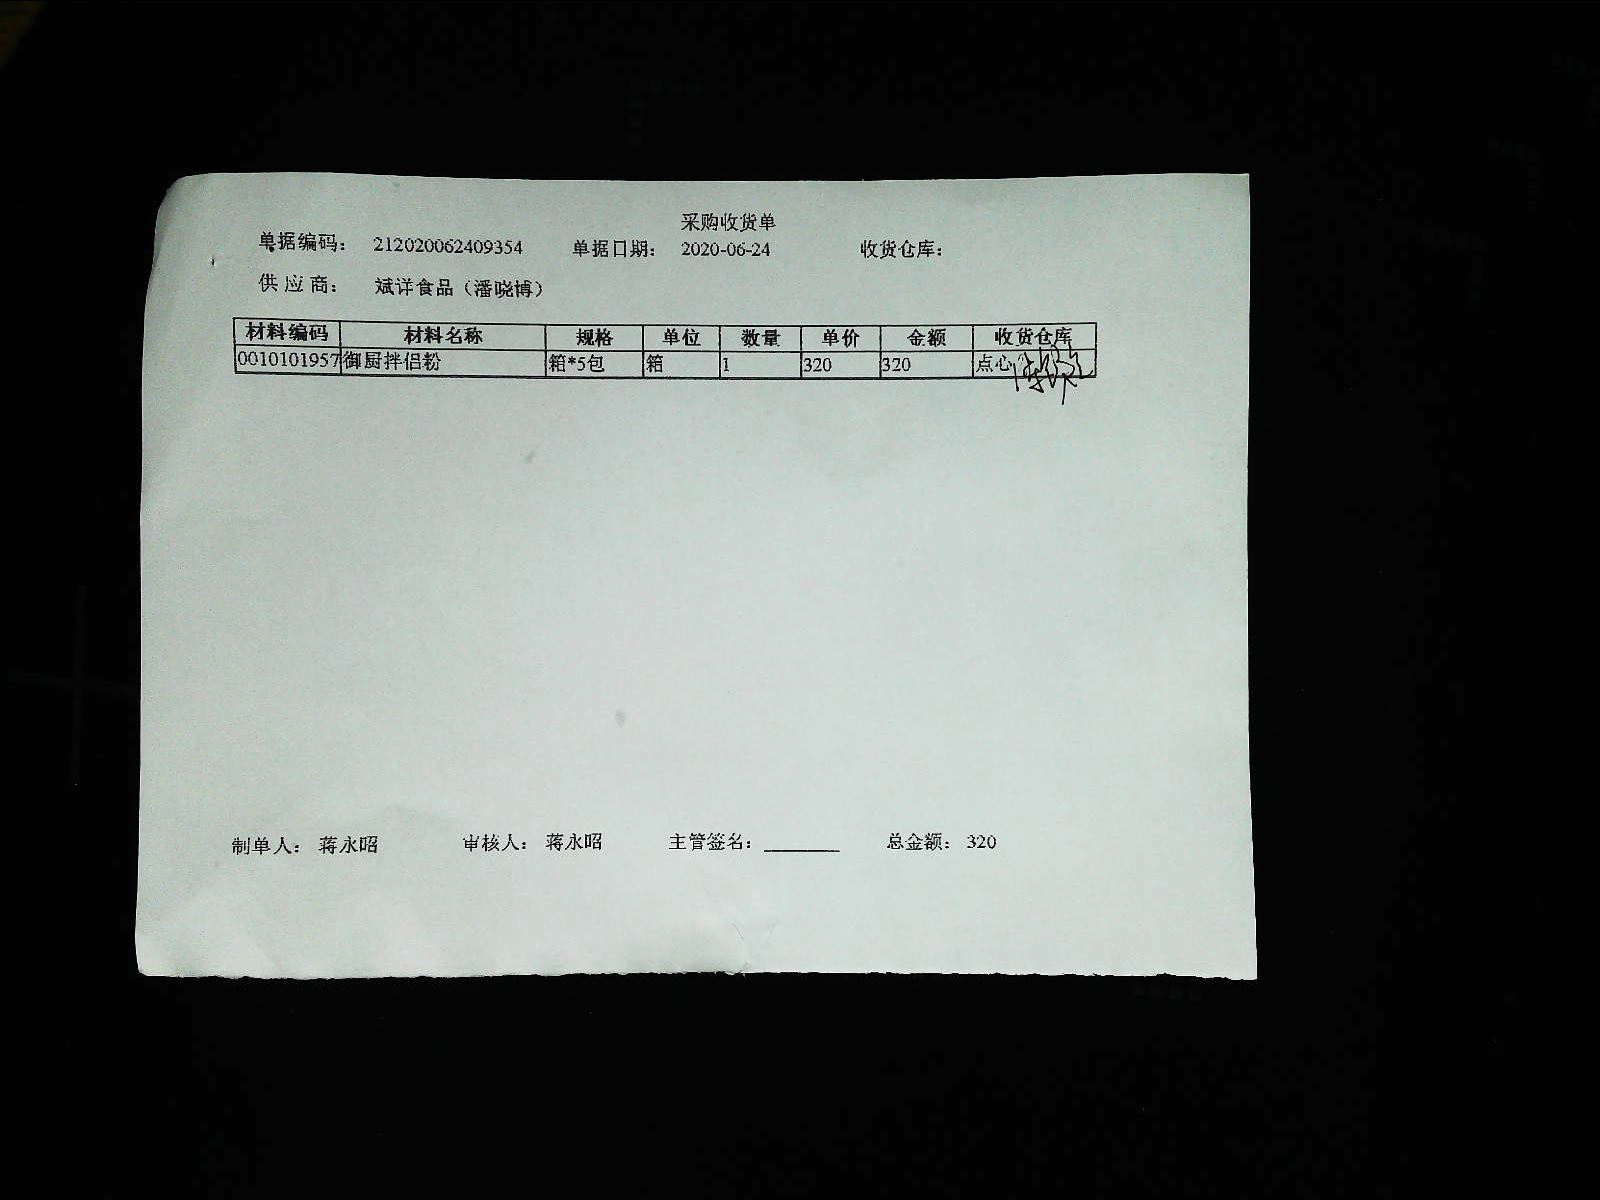 采购收货单
单据编码： 212020062409354 单据日期： 2020-06-24 收货仓库：
供应商： 斌洋食品（潘晓博）
材料编码 材料名称 规格 单位 数量 单价 金额 收货仓库
0010101957 御厨拌侣粉 箱*5包 箱 1 320 320 点心
制单人： 蒋永昭 审核人： 蒋永昭 主管签名： 总金额： 320